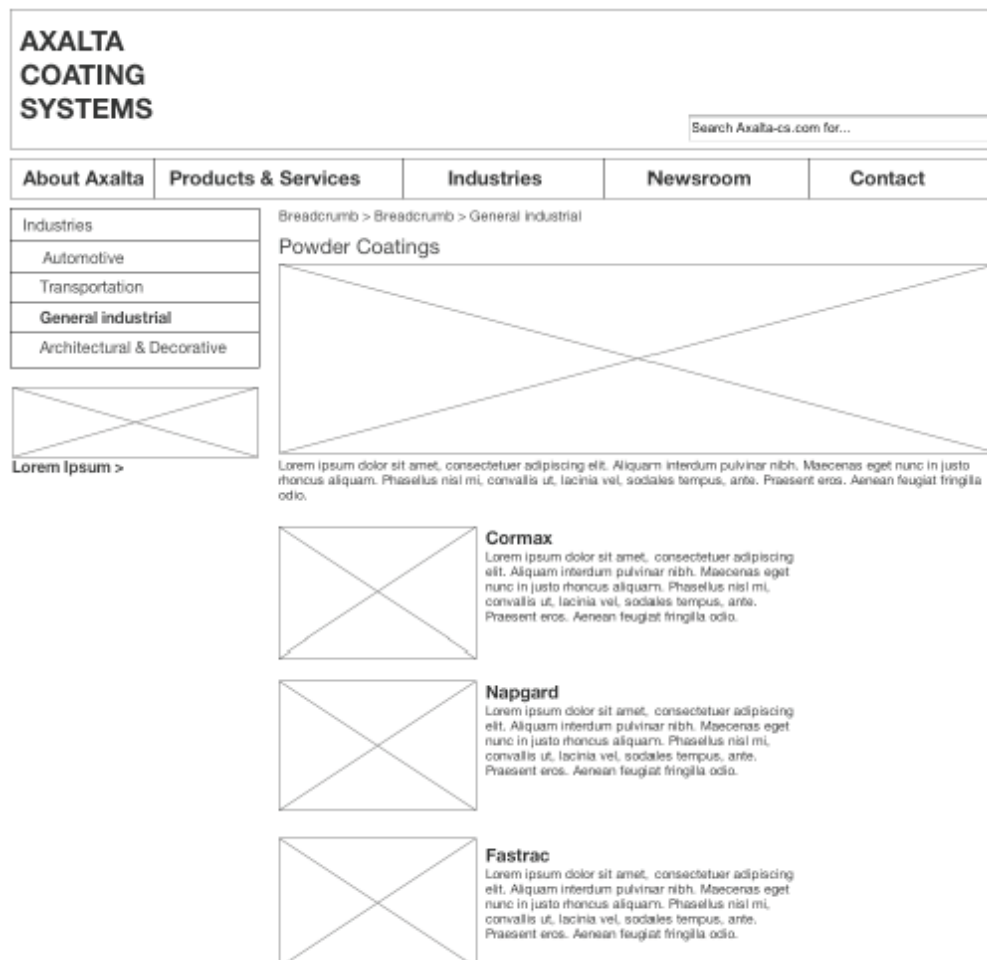 AXALTA
COATING
SYSTEMS
Search Axalta-cs.com for...
About Axalta Products & Services Industries Newsroom Contact
Industries
Automotive
Transportation
General industrial
Architectural & Decorative
Lorem Ipsum >
Breadcrumb > Breadcrumb > General industrial
Powder Coatings
Lorem ipsum dolor sit amet, consectetuer adipiscing elit. Aliquam interdum pulvinar nibh. Maecenas eget nunc in justo
rhoncus aliquam. Phasellus nisl mi, convallis ut, lacinia vel, sodales tempus, ante. Praesent eros. Aenean feugiat fringilla
odio.
Cormax
Lorem ipsum dolor sit amet, consectetuer adipiscing
elit. Aliquam interdum pulvinar nibh. Maecenas eget
nunc in justo rhoncus aliquam. Phasellus nisl mi,
convallis ut, lacinia vel, sodales tempus, ante.
Praesent eros. Aenean feugiat fringilla odio.
Napgard
Lorem ipsum dolor sit amet, consectetuer adipiscing
elit. Aliquam interdum pulvinar nibh. Maecenas eget
nunc in justo rhoncus aliquam. Phasellus nisl mi,
convallis ut, lacinia vel, sodales tempus, ante.
Praesent eros. Aenean feugiat fringilla odio.
Fastrac
Lorem ipsum dolor sit amet, consectetuer adipiscing
elit. Aliquam interdum pulvinar nibh. Maecenas eget
nunc in justo rhoncus aliquam. Phasellus nisl mi,
convallis ut, lacinia vel, sodales tempus, ante.
Praesent eros. Aenean feugiat fringilla odio.